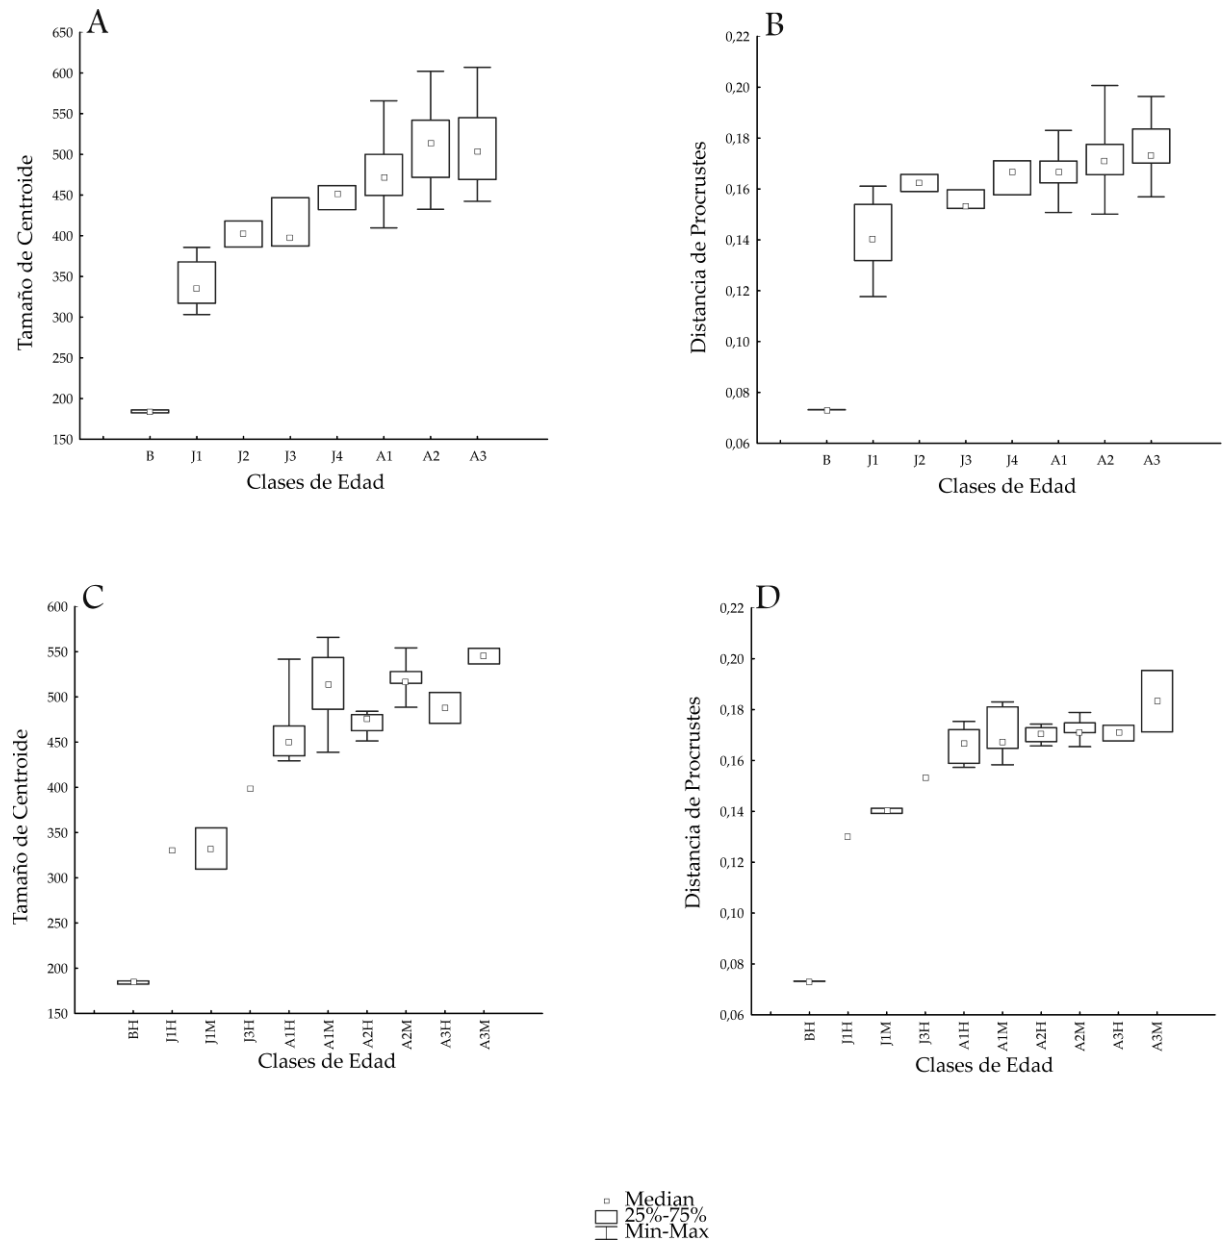 A
650
600
550
500
450
400
350
300
250
200
150
Tamaño de Centroide
B J1 J2 J3 J4 A1 A2 A3
Clases de Edad
B
0,22
0,20
0,18
0,16
0,14
0,12
0,10
0,08
0,06
Distancia de Procrustes
B J1 J2 J3 J4 A1 A2 A3
Clases de Edad
C
600
550
500
450
400
350
300
250
200
150
Tamaño de Centroide
BH J1H J1M J3H A1H A1M A2H A2M A3H A3M
Clases de Edad
D
0,22
0,20
0,18
0,16
0,14
0,12
0,10
0,08
0,06
Distancia de Procrustes
BH J1H J1M J3H A1H A1M A2H A2M A3H A3M
Clases de Edad
Median
25%-75%
Min-Max